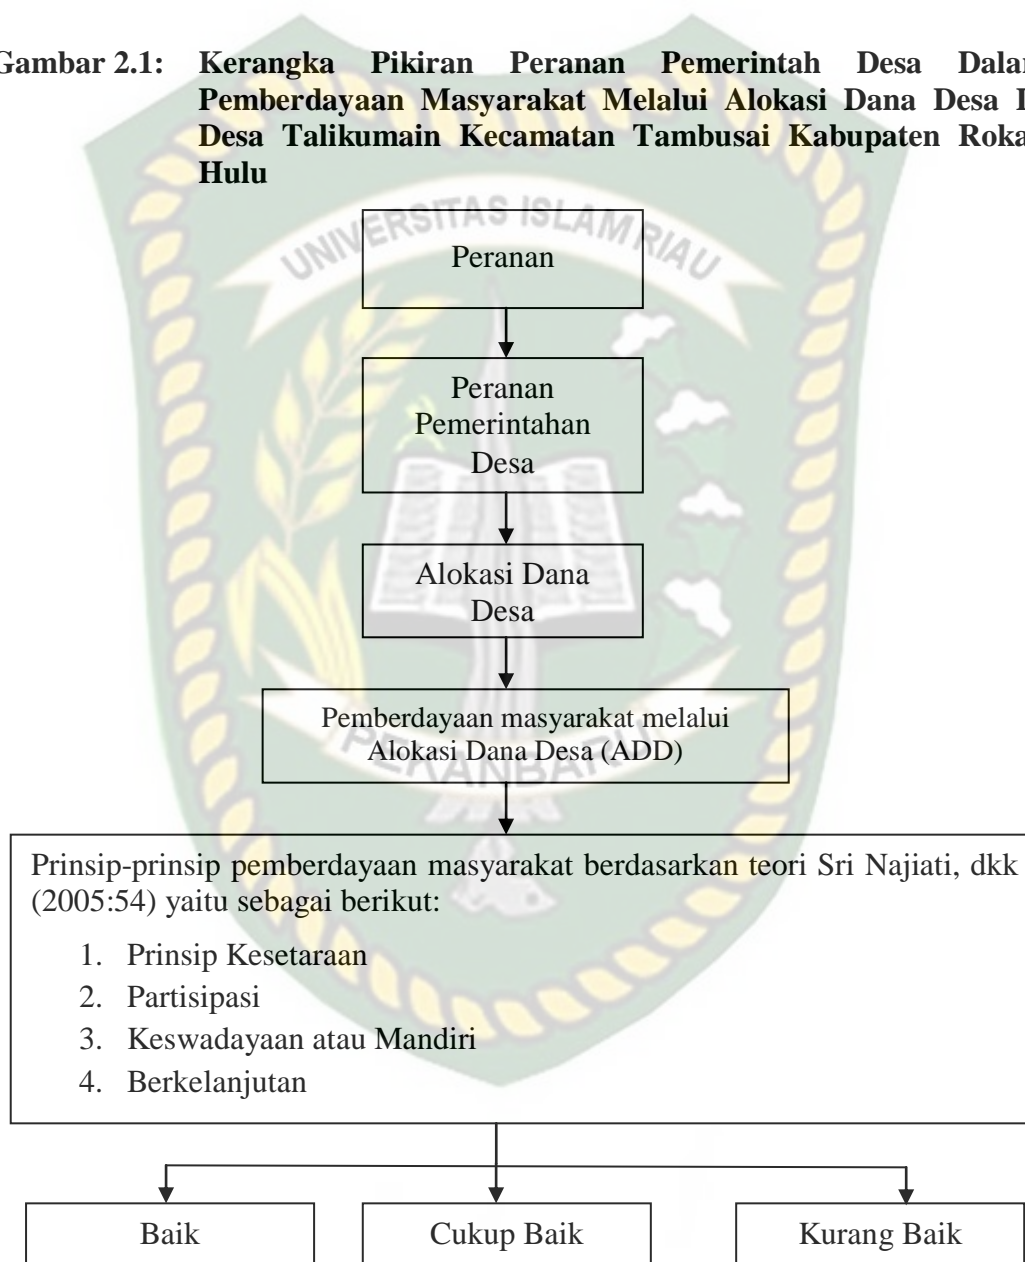 Gambar 2.1: Kerangka Pikiran Peranan Pemerintah Desa
Pemberdayaan Masyarakat Melalui Alokasi Dana Desa
Desa Talikumain Kecamatan Tambusai Kabupaten
Hulu
UNIVERSITAS ISLAM RIAU
Peranan
Peranan
Pemerintahan
Desa
Alokasi Dana
Desa
Pemberdayaan masyarakat melalui
Alokasi Dana Desa (ADD)
PEKANBARU
Prinsip-prinsip pemberdayaan masyarakat berdasarkan teori Sri Najiati, dkk
(2005:54) yaitu sebagai berikut:
1. Prinsip Kesetaraan
2. Partisipasi
3. Keswadayaan atau Mandiri
4. Berkelanjutan
Baik
Cukup Baik
Kurang Baik